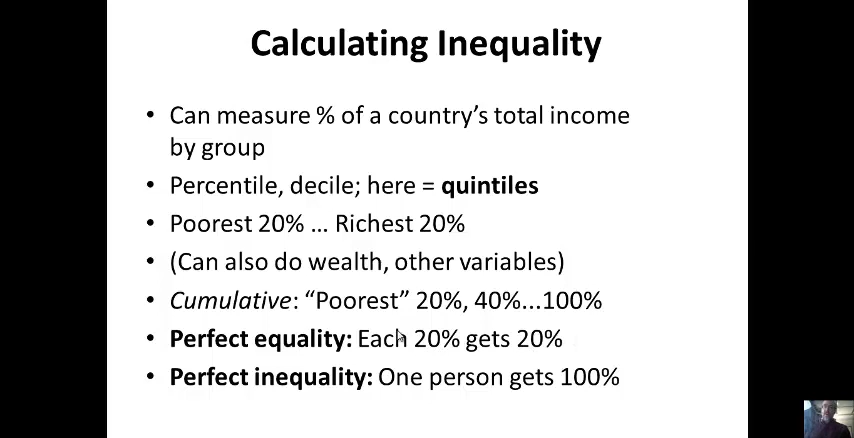 Calculating Inequality
• Can measure % of a country's total income
by group
• Percentile, decile; here = quintiles
• Poorest 20% … Richest 20%
• (Can also do wealth, other variables)
• Cumulative: “Poorest” 20%, 40%...100%
• Perfect equality: Each 20% gets 20%
• Perfect inequality: One person gets 100%